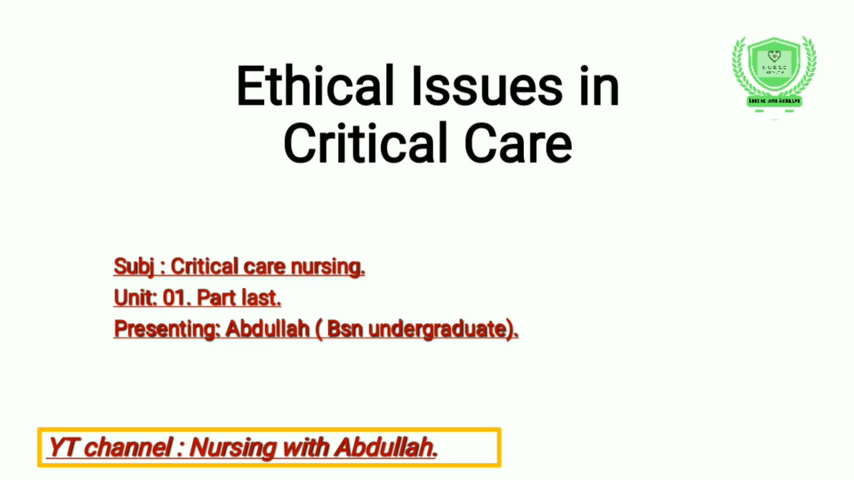 Ethical Issues in
Critical Care
Subj : Critical care nursing.
Unit: 01. Part last.
Presenting: Abdullah ( Bsn undergraduate).
YT channel : Nursing with Abdullah.